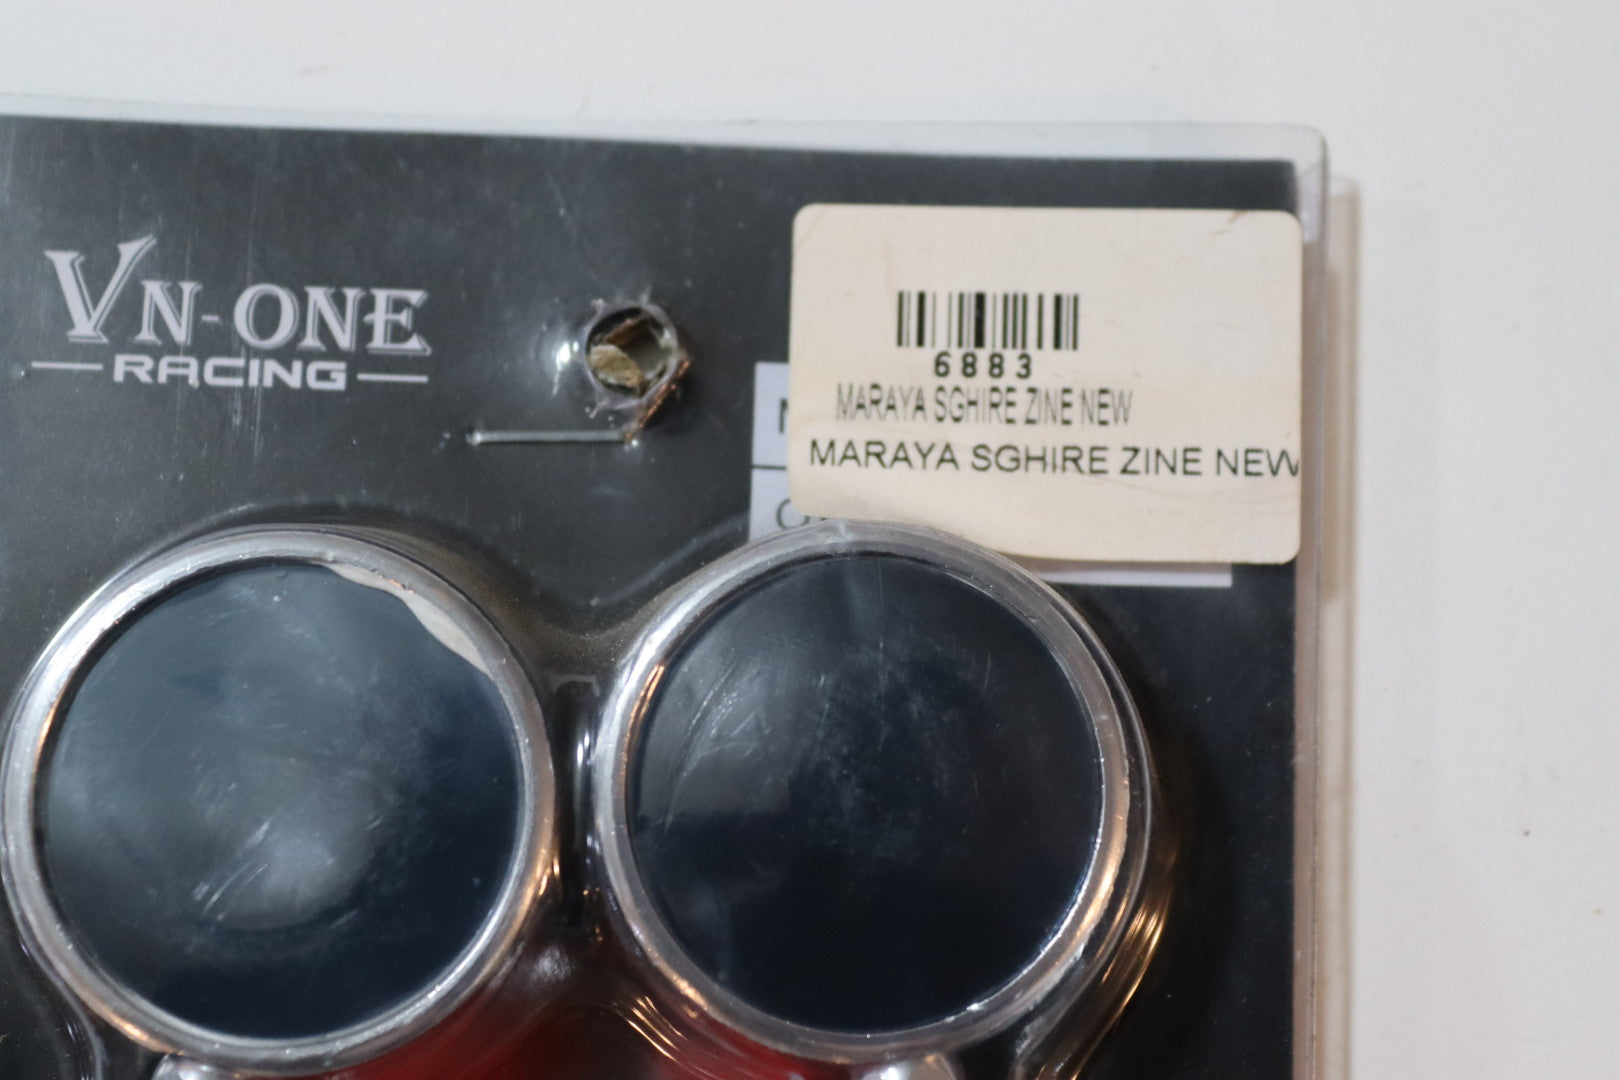 VN-ONE
RACING
6883
MARAYA SGHIRE ZINE NEW
MARAYA SGHIRE ZINE NEW